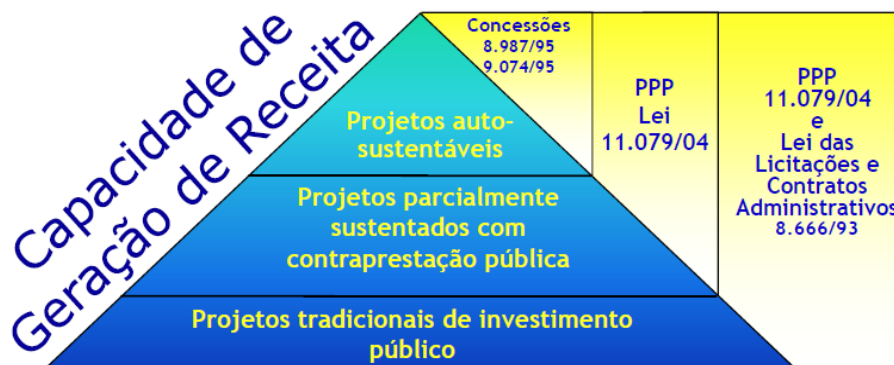 Capacidade de
Geração de Receita
Concessões
8.987/95
9.074/95
PPP
Lei
11.079/04
PPP
11.079/04
e
Lei das
Licitações e
Contratos
Administrativos
8.666/93
Projetos auto-
sustentáveis
Projetos parcialmente
sustentados com
contraprestação pública
Projetos tradicionais de investimento
público